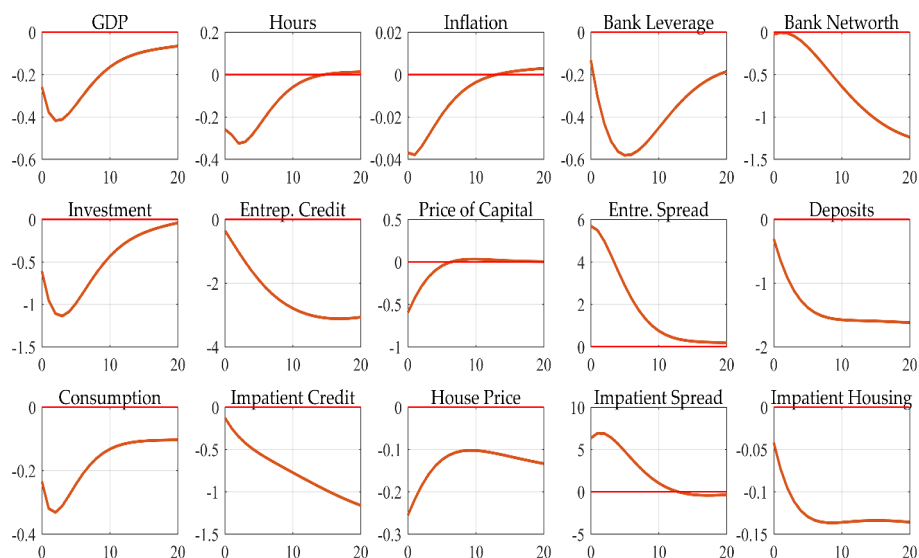 GDP
Hours
Inflation
Bank Leverage
Bank Networth
0
-0.2
-0.4
-0.6
0 10 20
0.2
0
-0.2
-0.4
0 10 20
0.02
0
-0.02
-0.04
0 10 20
0
-0.2
-0.4
-0.6
0 10 20
0
-0.5
-1
-1.5
0 10 20
Investment
Entrep. Credit
Price of Capital
Entre. Spread
Deposits
0
-0.5
-1
-1.5
0 10 20
0
-2
-4
0 10 20
0.5
0
-0.5
-1
0 10 20
6
4
2
0
0 10 20
0
-1
-2
0 10 20
Consumption
Impatient Credit
House Price
Impatient Spread
Impatient Housing
0
-0.2
-0.4
0 10 20
0
-0.5
-1
-1.5
0 10 20
0
-0.1
-0.2
-0.3
0 10 20
10
5
0
-5
0 10 20
0
-0.05
-0.1
-0.15
0 10 20